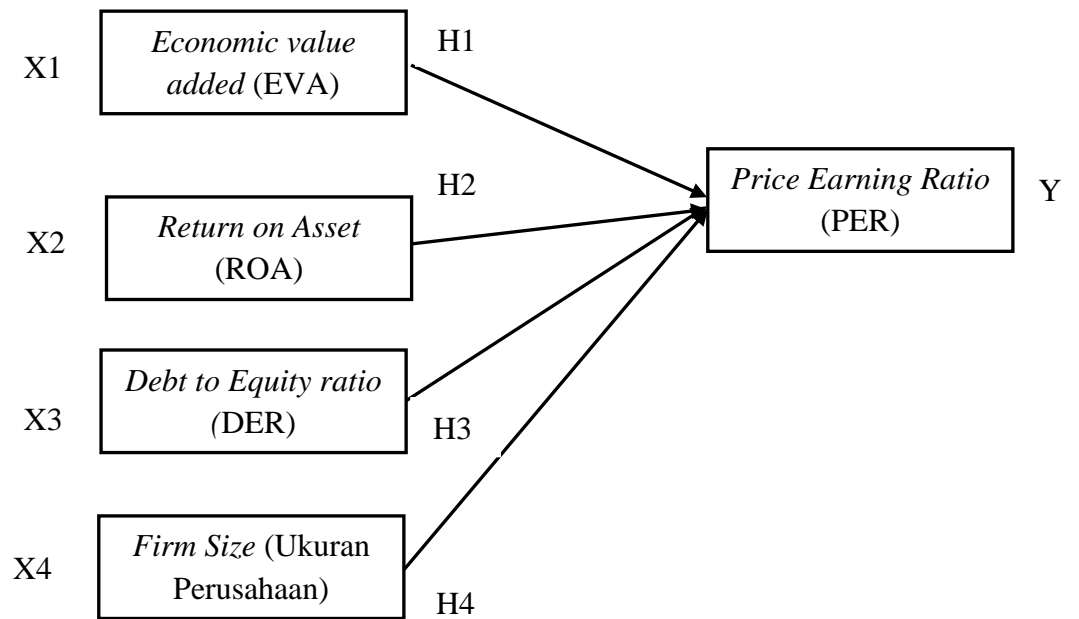 X1
Economic value
added (EVA)
H1
X2
Return on Asset
(ROA)
H2
Price Earning Ratio
(PER)
Y
X3
Debt to Equity ratio
(DER)
H3
X4
Firm Size (Ukuran
Perusahaan)
H4